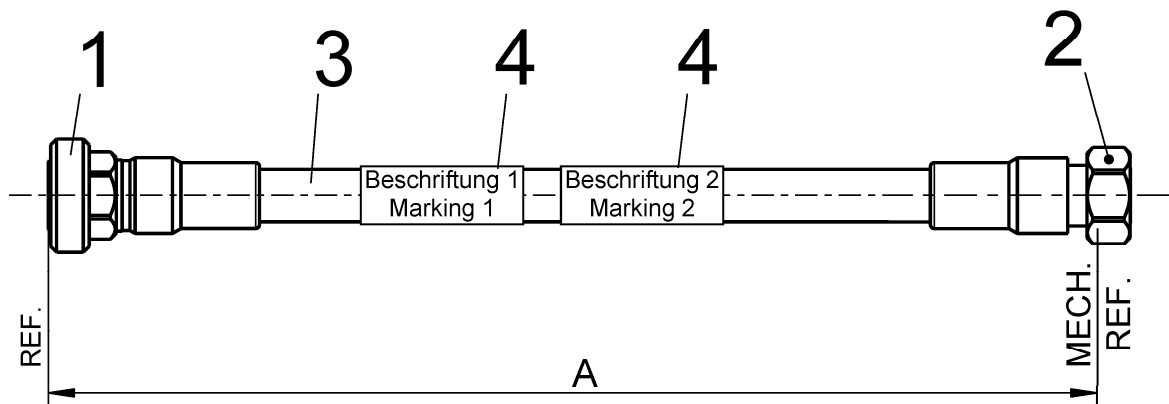 1
3
4
4
2
Beschriftung 1
Marking 1
Beschriftung 2
Marking 2
REF.
MECH.
REF.
A